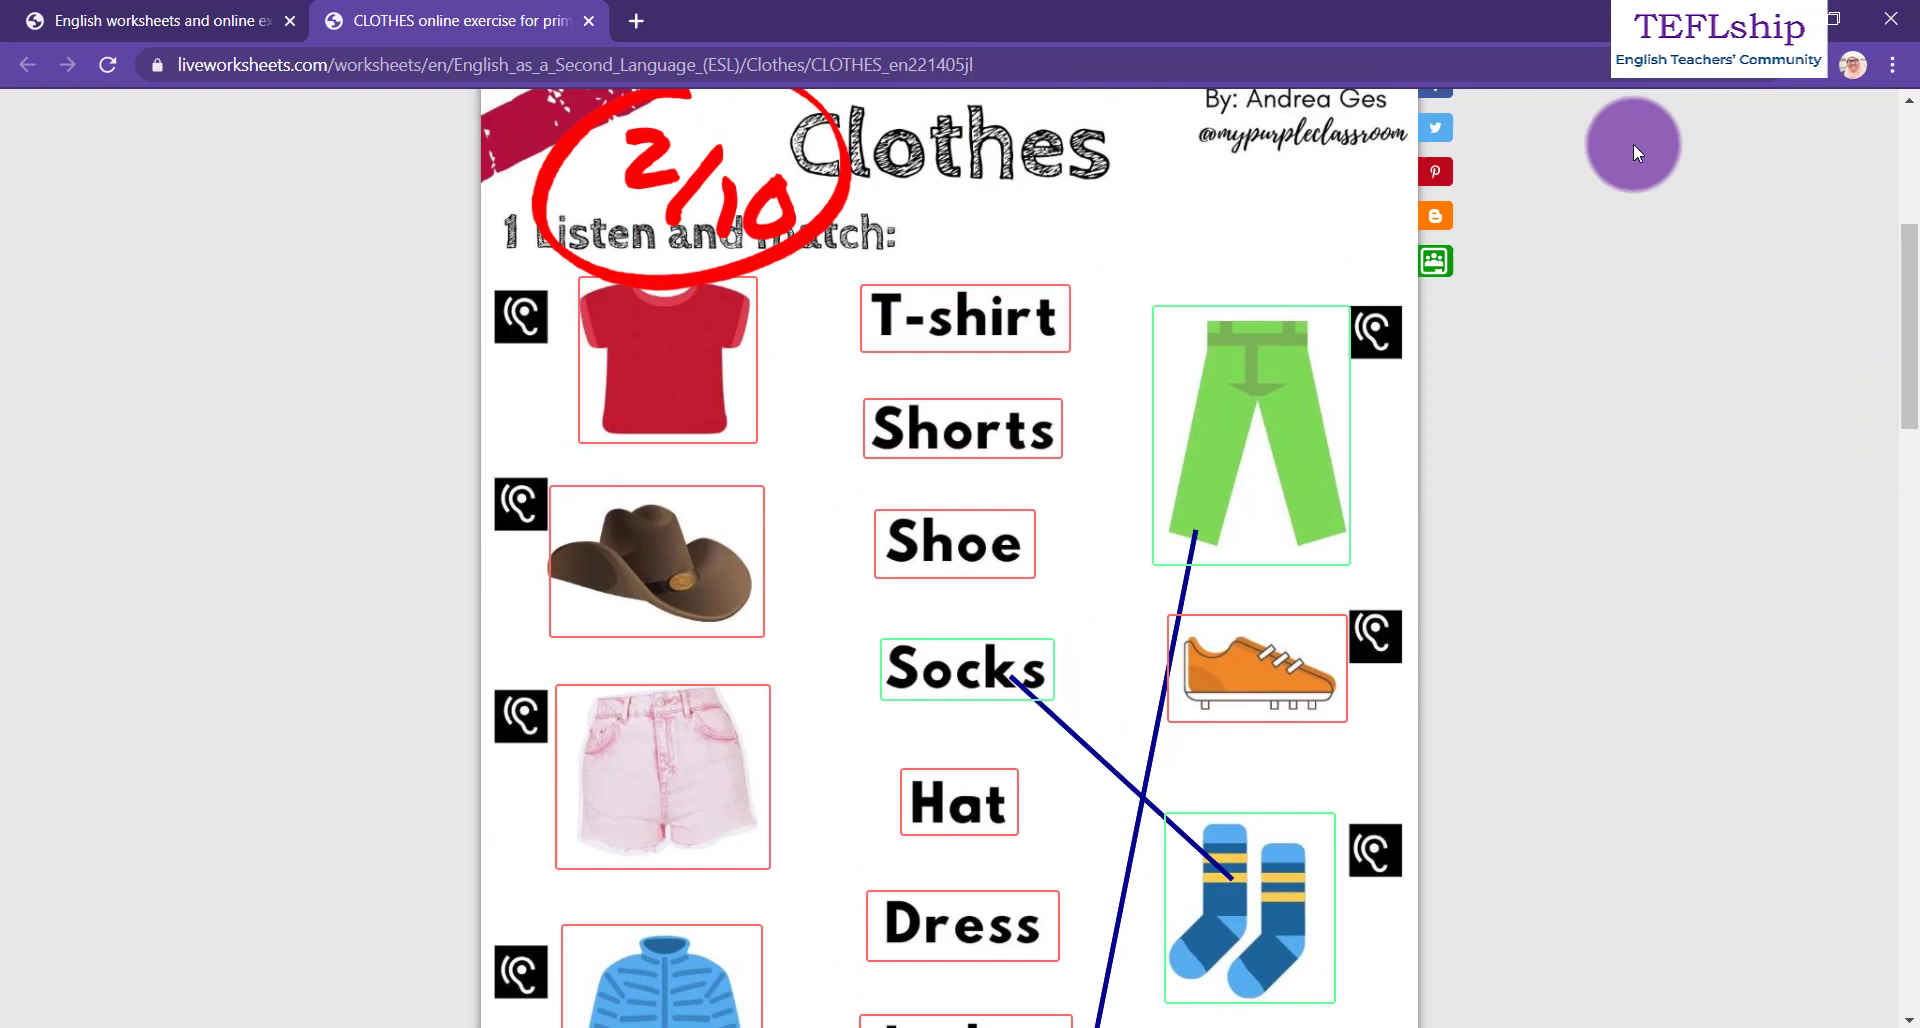 English worksheets and online ex
CLOTHES online exercise for prim
TEFLship
English Teachers' Community
liveworksheets.com/worksheets/en/English_as_a_Second_Language_(ESL)/Clothes/CLOTHES_en221405jl
By: Andrea Ges
@mypurpleclassroom
Clothes
2/10
1 Listen and match:
T-shirt
Shorts
Shoe
Socks
Hat
Dress